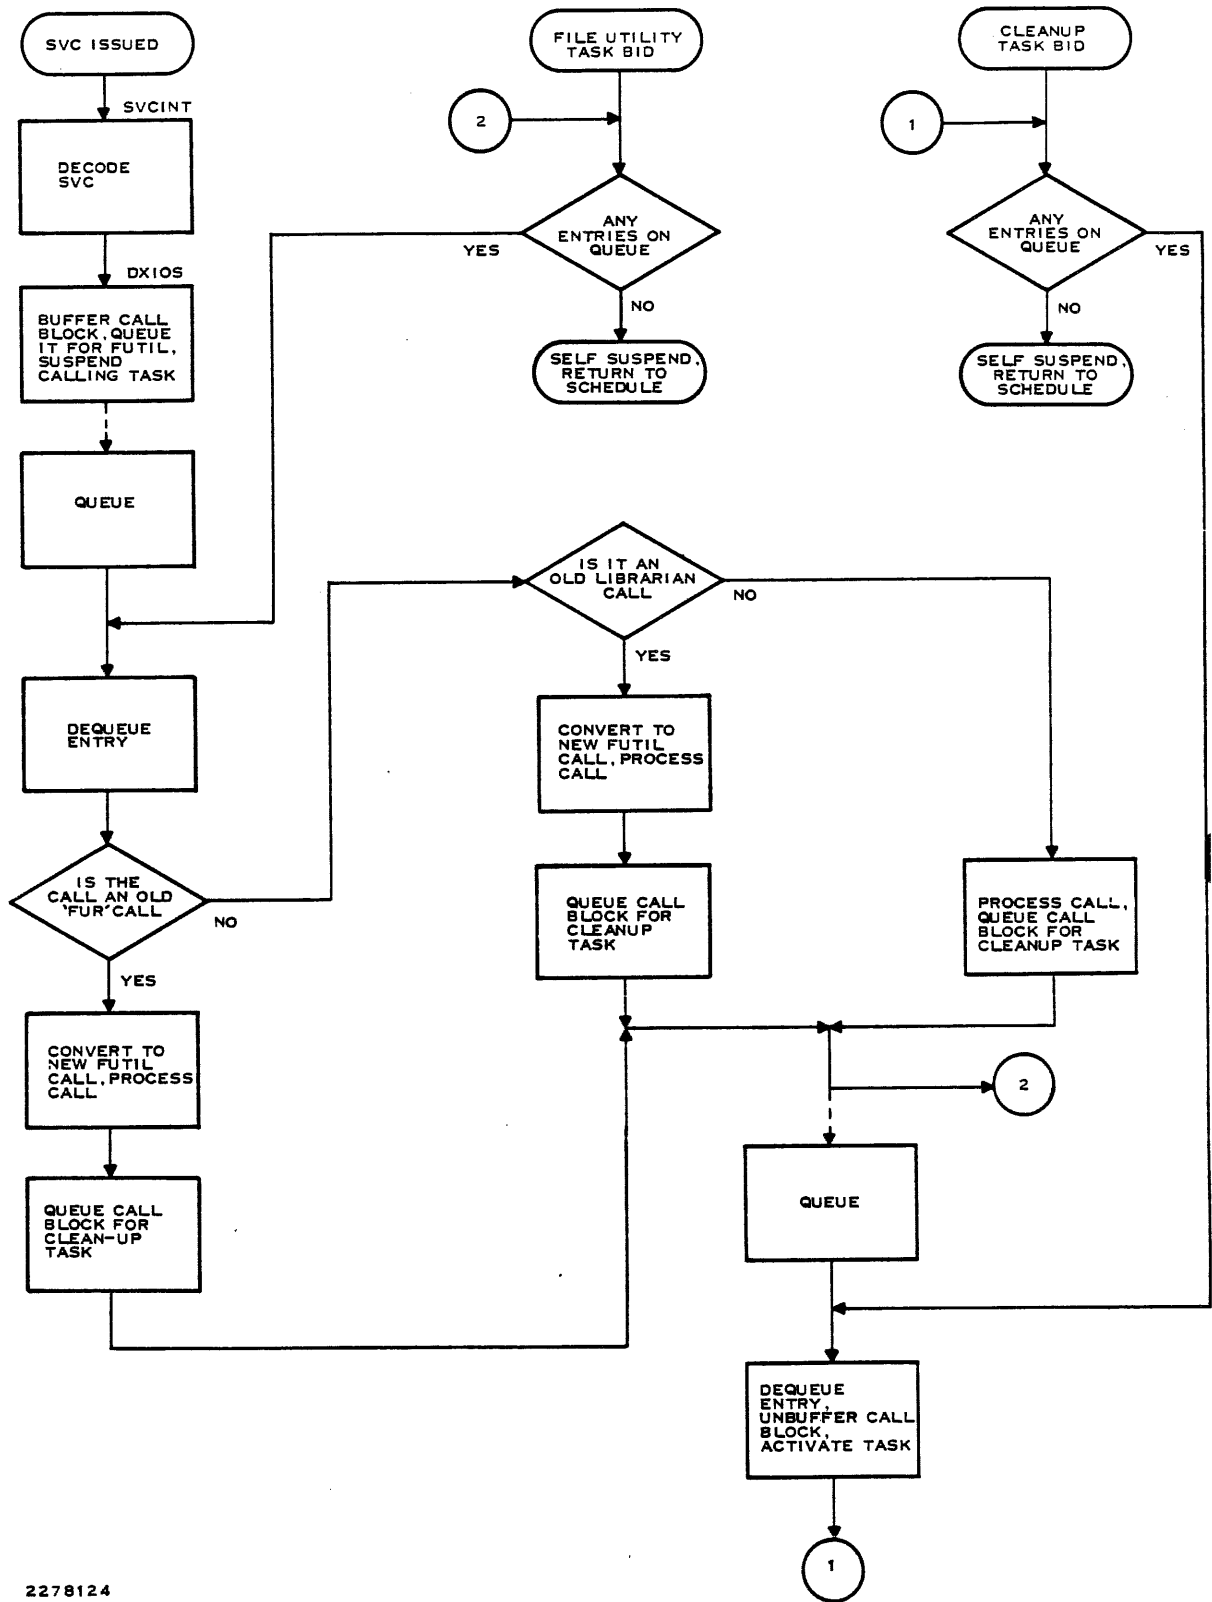 SVC ISSUED
SVCINT
DECODE
SVC
DXIOS
BUFFER CALL
BLOCK, QUEUE
IT FOR FUTIL,
SUSPEND
CALLING TASK
QUEUE
DEQUEUE
ENTRY
IS THE
CALL AN OLD
'FUR' CALL
NO
YES
CONVERT TO
NEW FUTIL
CALL, PROCESS
CALL
QUEUE CALL
BLOCK FOR
CLEAN-UP
TASK
FILE UTILITY
TASK BID
2
ANY
ENTRIES ON
QUEUE
YES
NO
SELF SUSPEND,
RETURN TO
SCHEDULE
IS IT AN
OLD LIBRARIAN
CALL
NO
YES
CONVERT TO
NEW FUTIL
CALL, PROCESS
CALL
QUEUE CALL
BLOCK FOR
CLEANUP
TASK
CLEANUP
TASK BID
1
ANY
ENTRIES ON
QUEUE
YES
NO
SELF SUSPEND,
RETURN TO
SCHEDULE
PROCESS CALL,
QUEUE CALL
BLOCK FOR
CLEANUP TASK
2
QUEUE
DEQUEUE
ENTRY,
UNBUFFER CALL
BLOCK,
ACTIVATE TASK
1
2278124